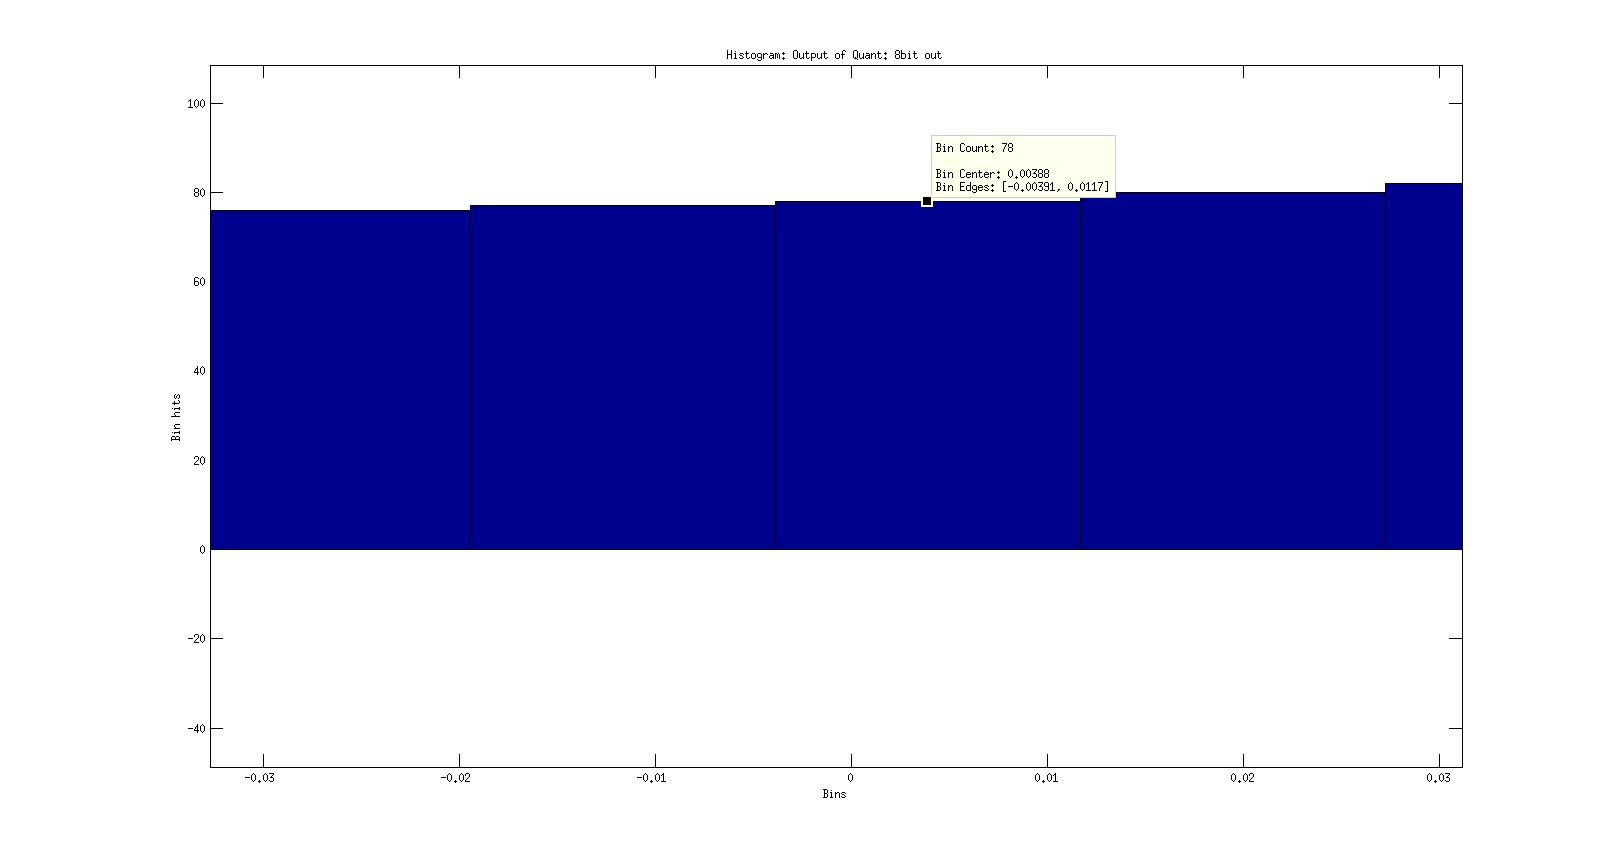 Histogram: Output of Quant: 8bit out
100
80
60
40
20
0
-20
-40
Bin hits
Bin Count: 78
Bin Center: 0.00388
Bin Edges: [-0.00391, 0.0117]
-0.03
-0.02
-0.01
0
0.01
0.02
0.03
Bins